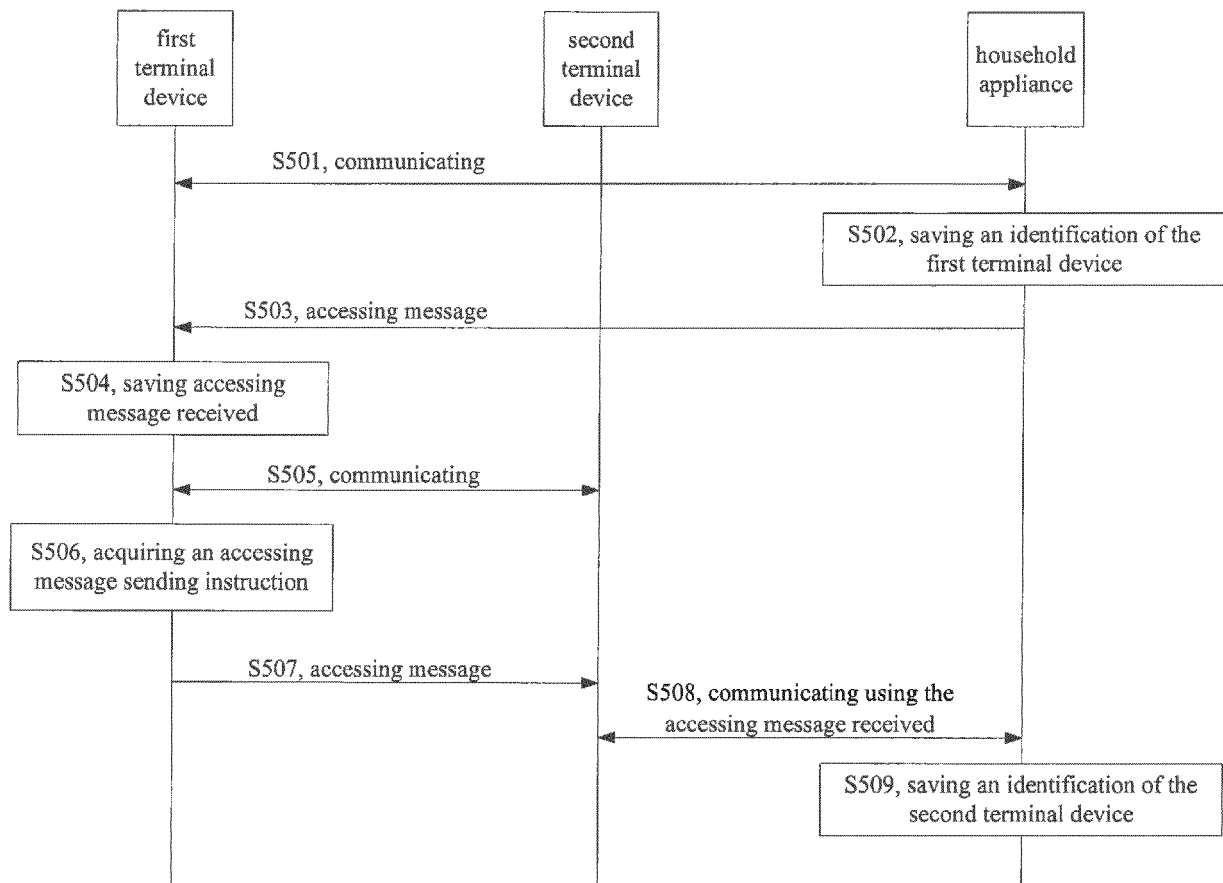 first
terminal
device
second
terminal
device
household
appliance
S501, communicating
S502, saving an identification of the
first terminal device
S503, accessing message
S504, saving accessing
message received
S505, communicating
S506, acquiring an accessing
message sending instruction
S507, accessing message
S508, communicating using the
accessing message received
S509, saving an identification of the
second terminal device